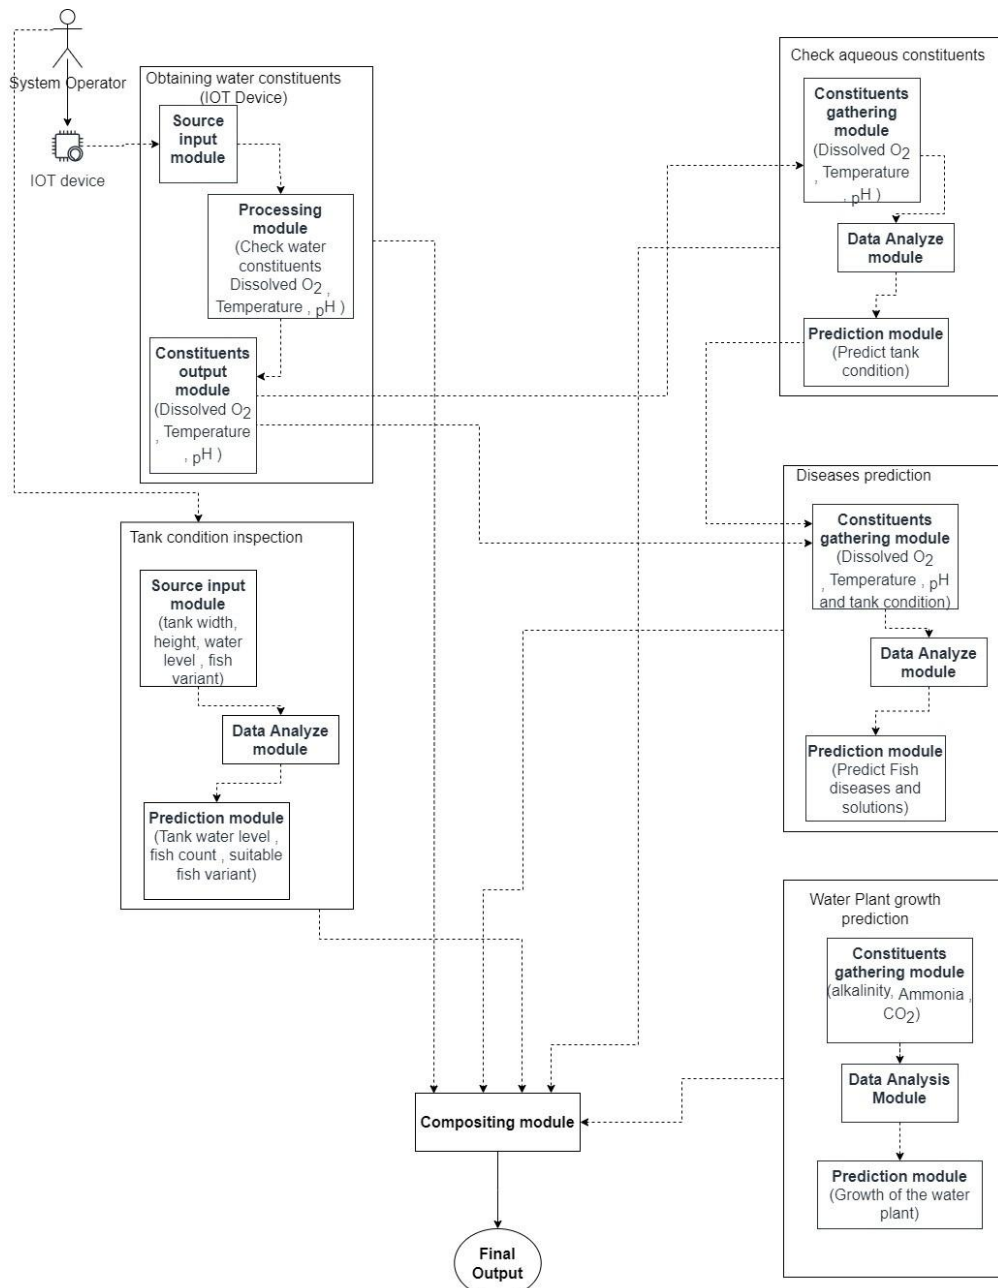 System Operator
IOT device
Obtaining water constituents
(IOT Device)
Source
input
module
Processing
module
(Check water
constituents
Dissolved O2 ,
Temperature , pH )
Constituents
output
module
(Dissolved O2
, Temperature
, pH )
Tank condition inspection
Source input
module
(tank width,
height, water
level , fish
variant)
Data Analyze
module
Prediction module
(Tank water level ,
fish count , suitable
fish variant)
Check aqueous constituents
Constituents
gathering
module
(Dissolved O2
, Temperature
, pH )
Data Analyze
module
Prediction module
(Predict tank
condition)
Diseases prediction
Constituents
gathering module
(Dissolved O2
, Temperature , pH
and tank condition)
Data Analyze
module
Prediction module
(Predict Fish
diseases and
solutions)
Water Plant growth
prediction
Constituents
gathering module
(alkalinity, Ammonia ,
CO2)
Data Analysis
Module
Prediction module
(Growth of the water
plant)
Compositing module
Final
Output